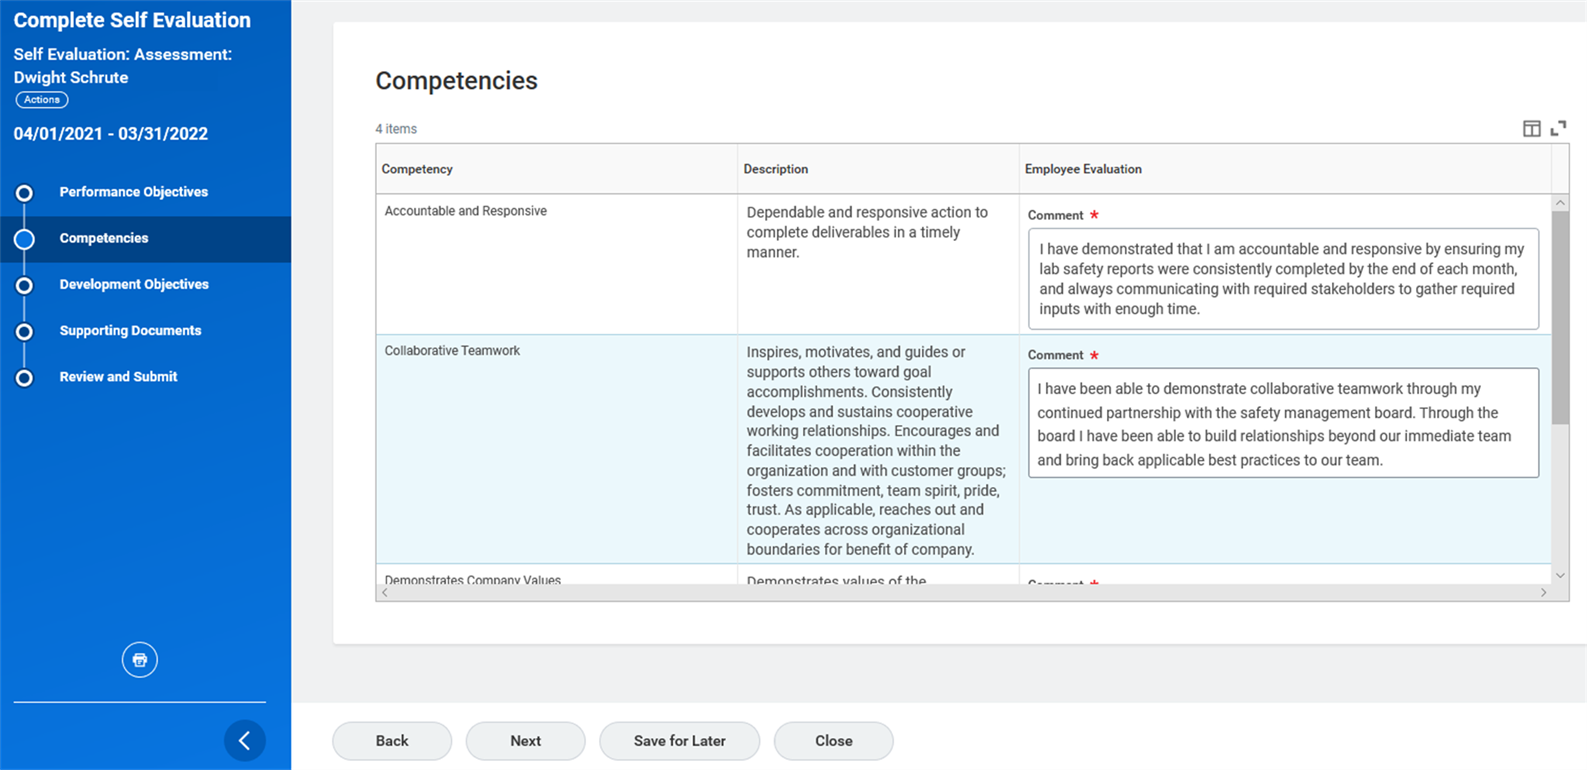 Complete Self Evaluation
Self Evaluation: Assessment:
Dwight Schrute
Actions
04/01/2021 - 03/31/2022
Performance Objectives
Competencies
Development Objectives
Supporting Documents
Review and Submit
Competencies
4 items
Competency
Description
Employee Evaluation
Accountable and Responsive
Dependable and responsive action to
complete deliverables in a timely
manner.
Comment *
I have demonstrated that I am accountable and responsive by ensuring my
lab safety reports were consistently completed by the end of each month,
and always communicating with required stakeholders to gather required
inputs with enough time.
Collaborative Teamwork
Inspires, motivates, and guides or
supports others toward goal
accomplishments. Consistently
develops and sustains cooperative
working relationships. Encourages and
facilitates cooperation within the
organization and with customer groups;
fosters commitment, team spirit, pride,
trust. As applicable, reaches out and
cooperates across organizational
boundaries for benefit of company.
Comment *
I have been able to demonstrate collaborative teamwork through my
continued partnership with the safety management board. Through the
board I have been able to build relationships beyond our immediate team
and bring back applicable best practices to our team.
Demonstrates Company Values
Demonstrates values of the
Comment *
Back
Next
Save for Later
Close